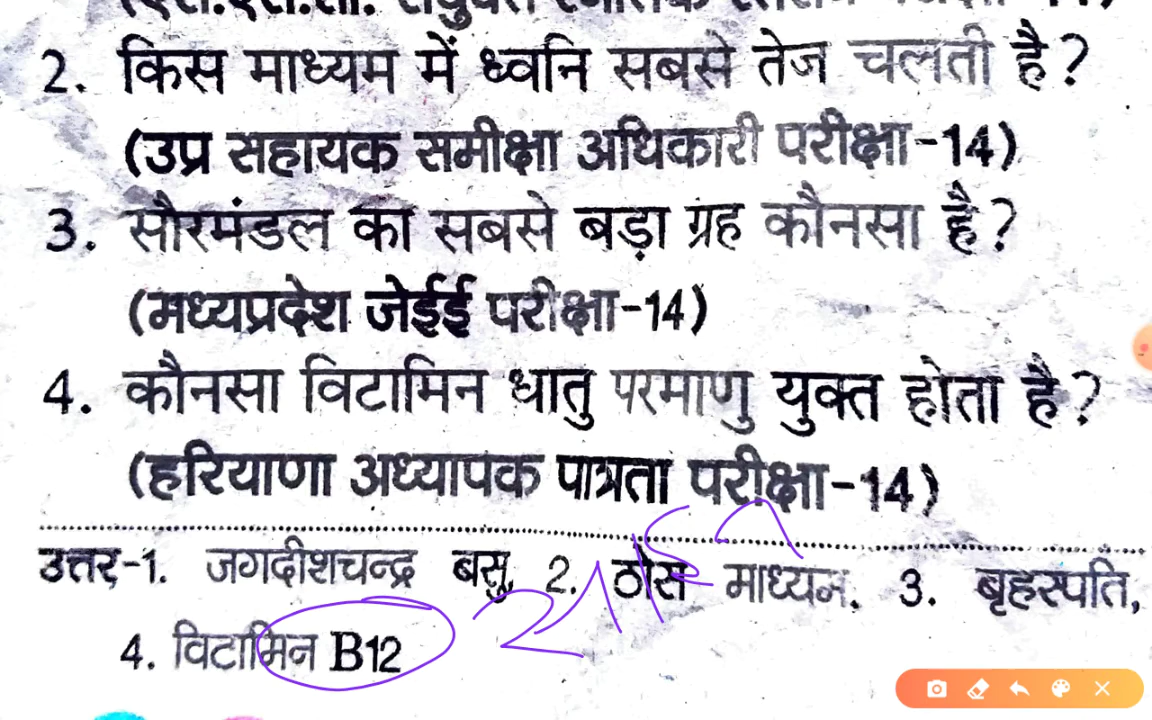 2. किस माध्यम में ध्वनि सबसे तेज चलती है?
(उप्र सहायक समीक्षा अधिकारी परीक्षा-14)
3. सौरमंडल का सबसे बड़ा ग्रह कौनसा है?
(मध्यप्रदेश जेईई परीक्षा-14)
4. कौनसा विटामिन धातु परमाणु युक्त होता है?
(हरियाणा अध्यापक पात्रता परीक्षा-14)
उत्तर-1. जगदीशचन्द्र बसु, 2. ठोस माध्यम, 3. बृहस्पति,
4. विटामिन B12